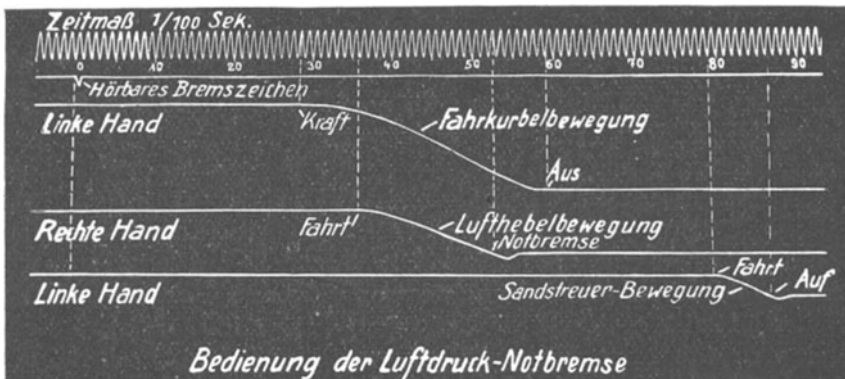 Zeitmaß 1/100 Sek.
0 10 20 30 40 50 60 80 90
Hörbares Bremszeichen
Linke Hand Kraft Fahrkurbelbewegung
Aus
Rechte Hand Fahrt Lufthebelbewegung
Notbremse
Fahrt
Linke Hand Sandstreuer-Bewegung Auf
Bedienung der Luftdruck-Notbremse